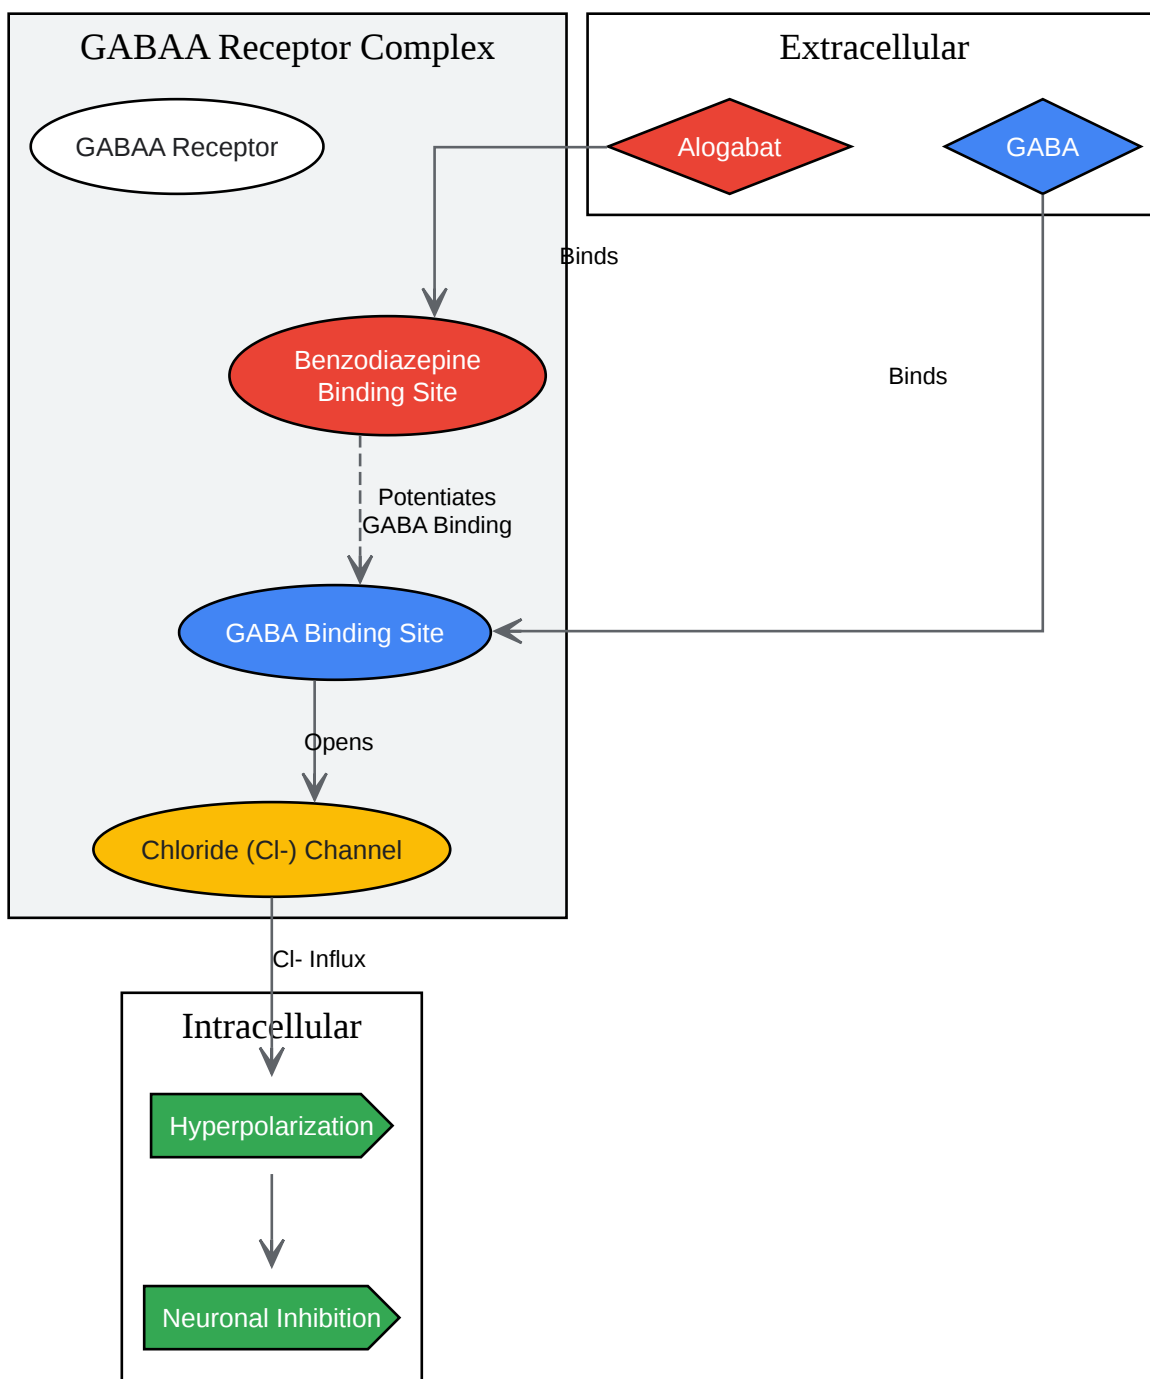 GABAA Receptor Complex
Extracellular
GABAA Receptor
Alogabat
GABA
Binds
Benzodiazepine
Binding Site
Binds
Potentiates
GABA Binding
GABA Binding Site
Opens
Chloride (Cl-) Channel
Cl- Influx
Intracellular
Hyperpolarization
Neuronal Inhibition